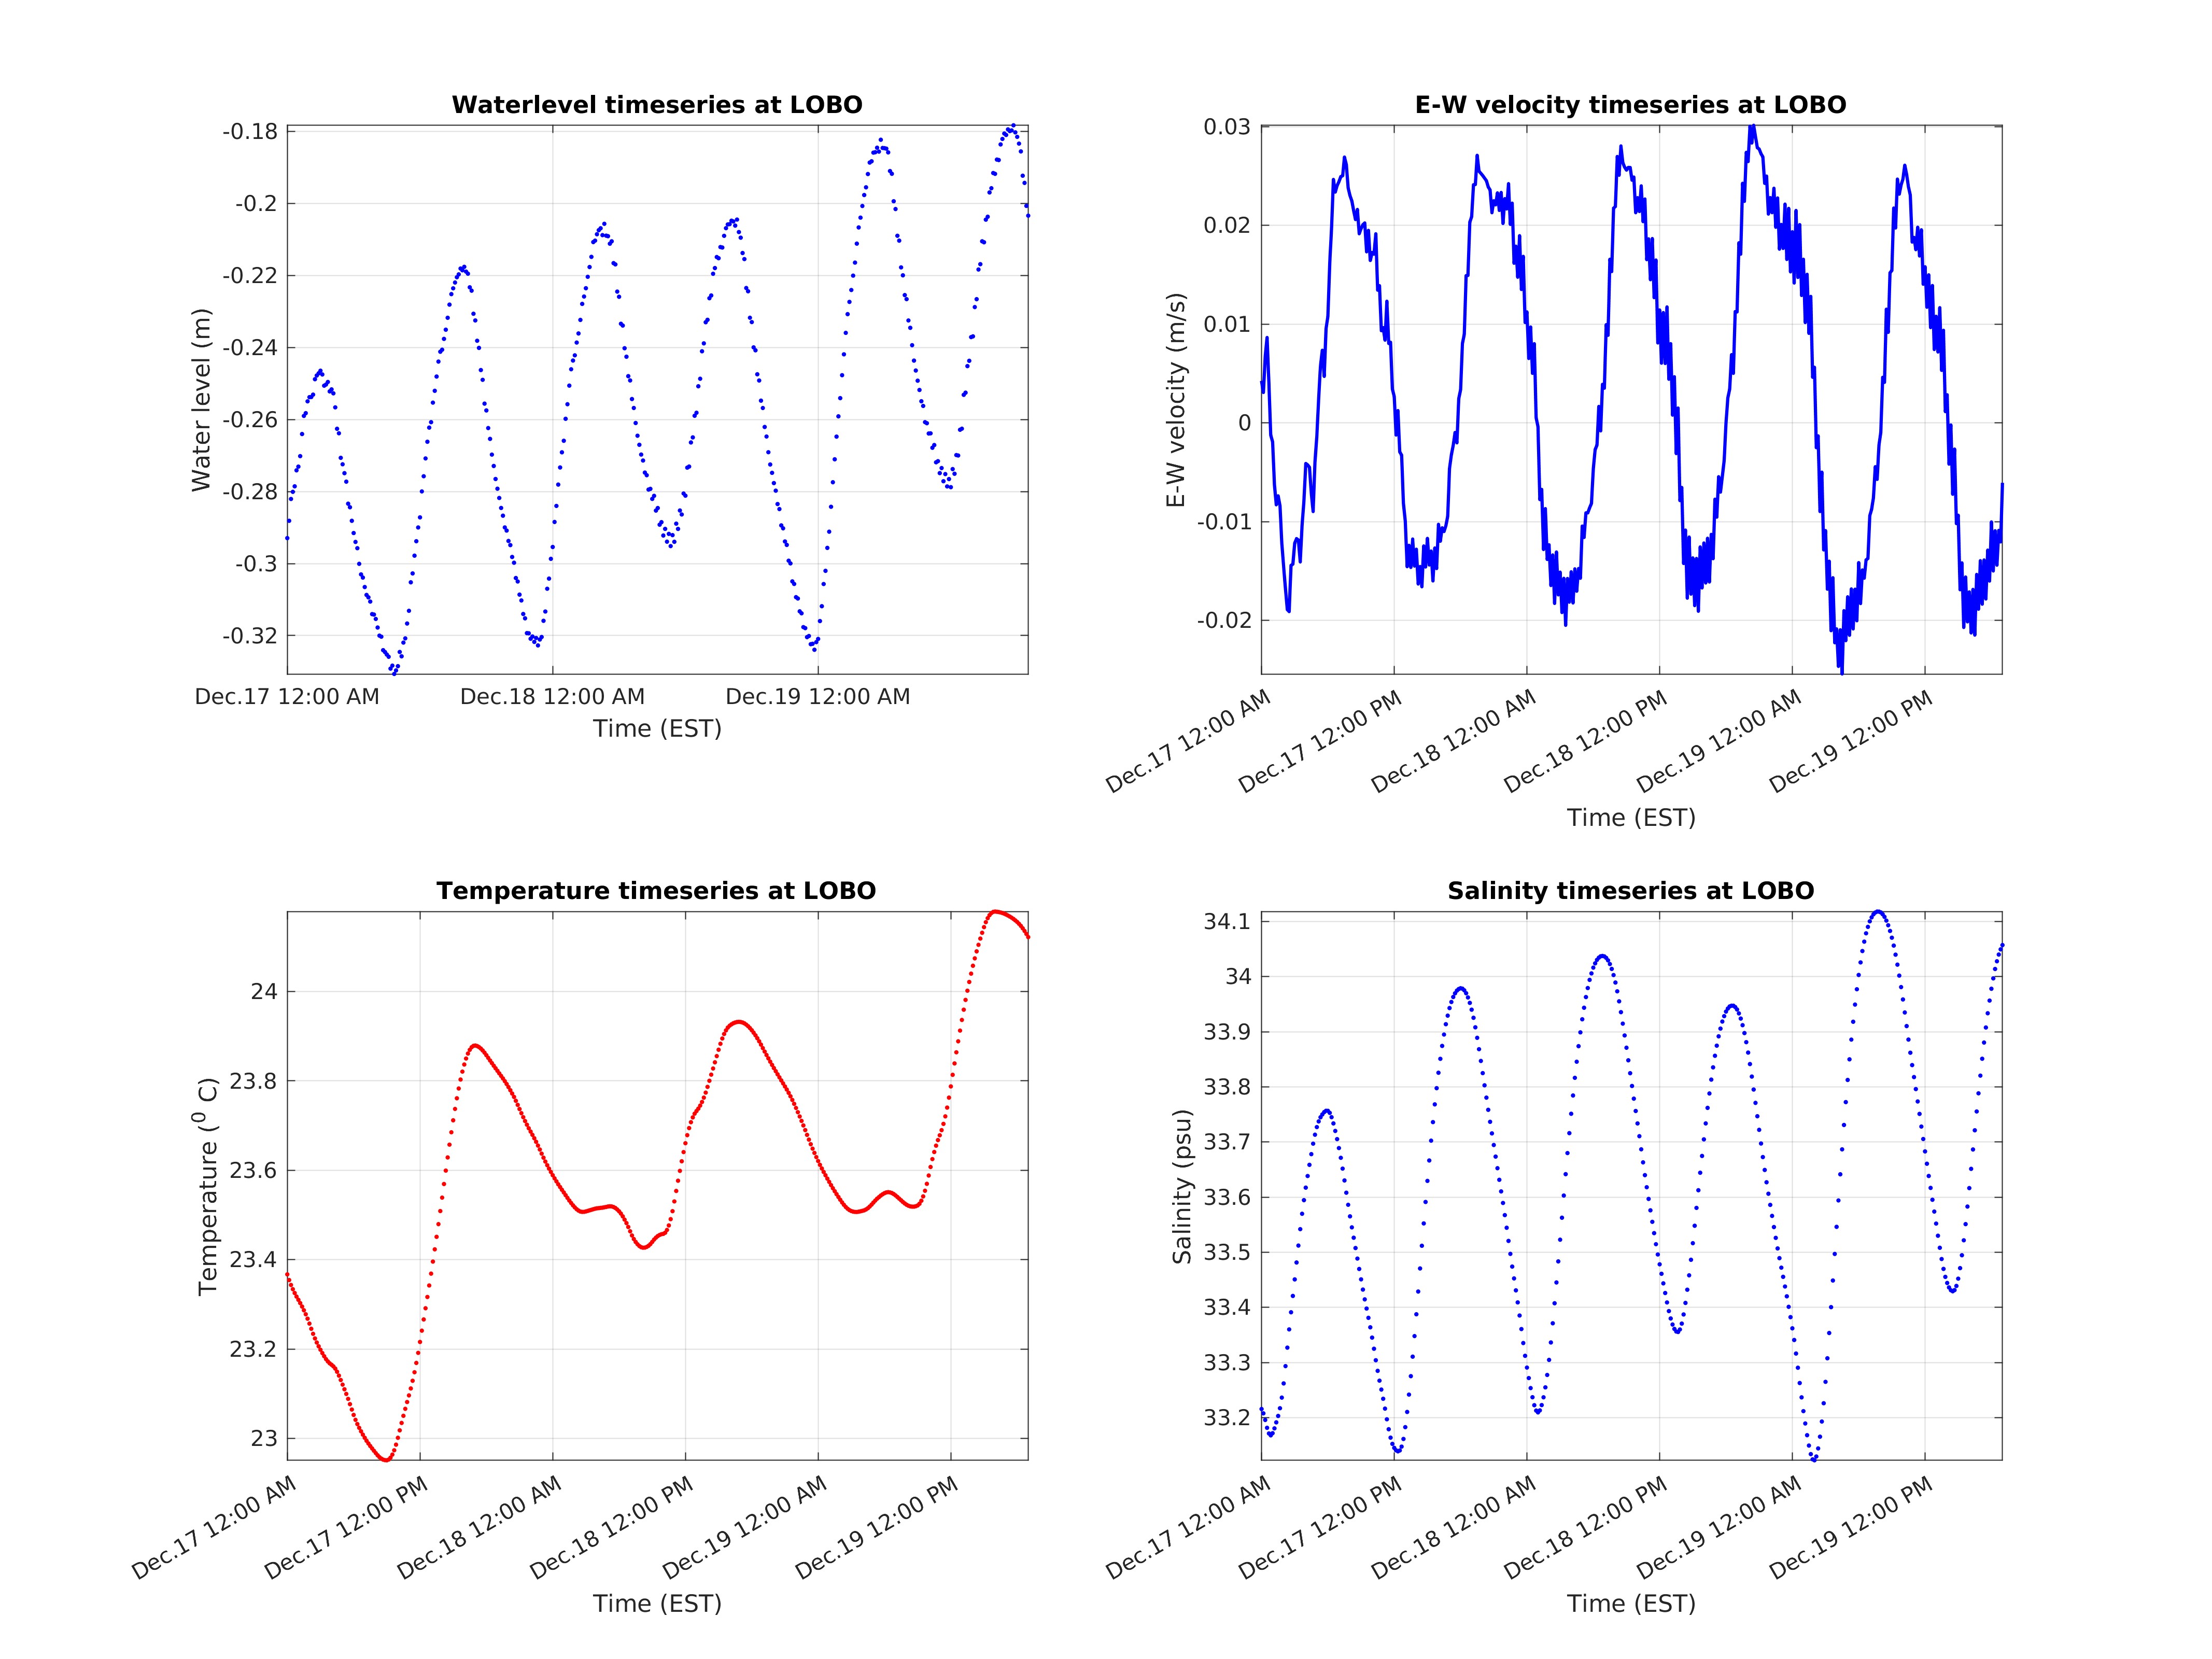 Waterlevel timeseries at LOBO
-0.18
-0.2
-0.22
-0.24
-0.26
-0.28
-0.3
-0.32
Water level (m)
Dec.17 12:00 AM
Dec.18 12:00 AM
Dec.19 12:00 AM
Time (EST)
E-W velocity timeseries at LOBO
0.03
0.02
0.01
0
-0.01
-0.02
E-W velocity (m/s)
Dec.17 12:00 AM
Dec.17 12:00 PM
Dec.18 12:00 AM
Dec.18 12:00 PM
Dec.19 12:00 AM
Dec.19 12:00 PM
Time (EST)
Temperature timeseries at LOBO
24
23.8
23.6
23.4
23.2
23
Temperature (⁰ C)
Dec.17 12:00 AM
Dec.17 12:00 PM
Dec.18 12:00 AM
Dec.18 12:00 PM
Dec.19 12:00 AM
Dec.19 12:00 PM
Time (EST)
Salinity timeseries at LOBO
34.1
34
33.9
33.8
33.7
33.6
33.5
33.4
33.3
33.2
Salinity (psu)
Dec.17 12:00 AM
Dec.17 12:00 PM
Dec.18 12:00 AM
Dec.18 12:00 PM
Dec.19 12:00 AM
Dec.19 12:00 PM
Time (EST)